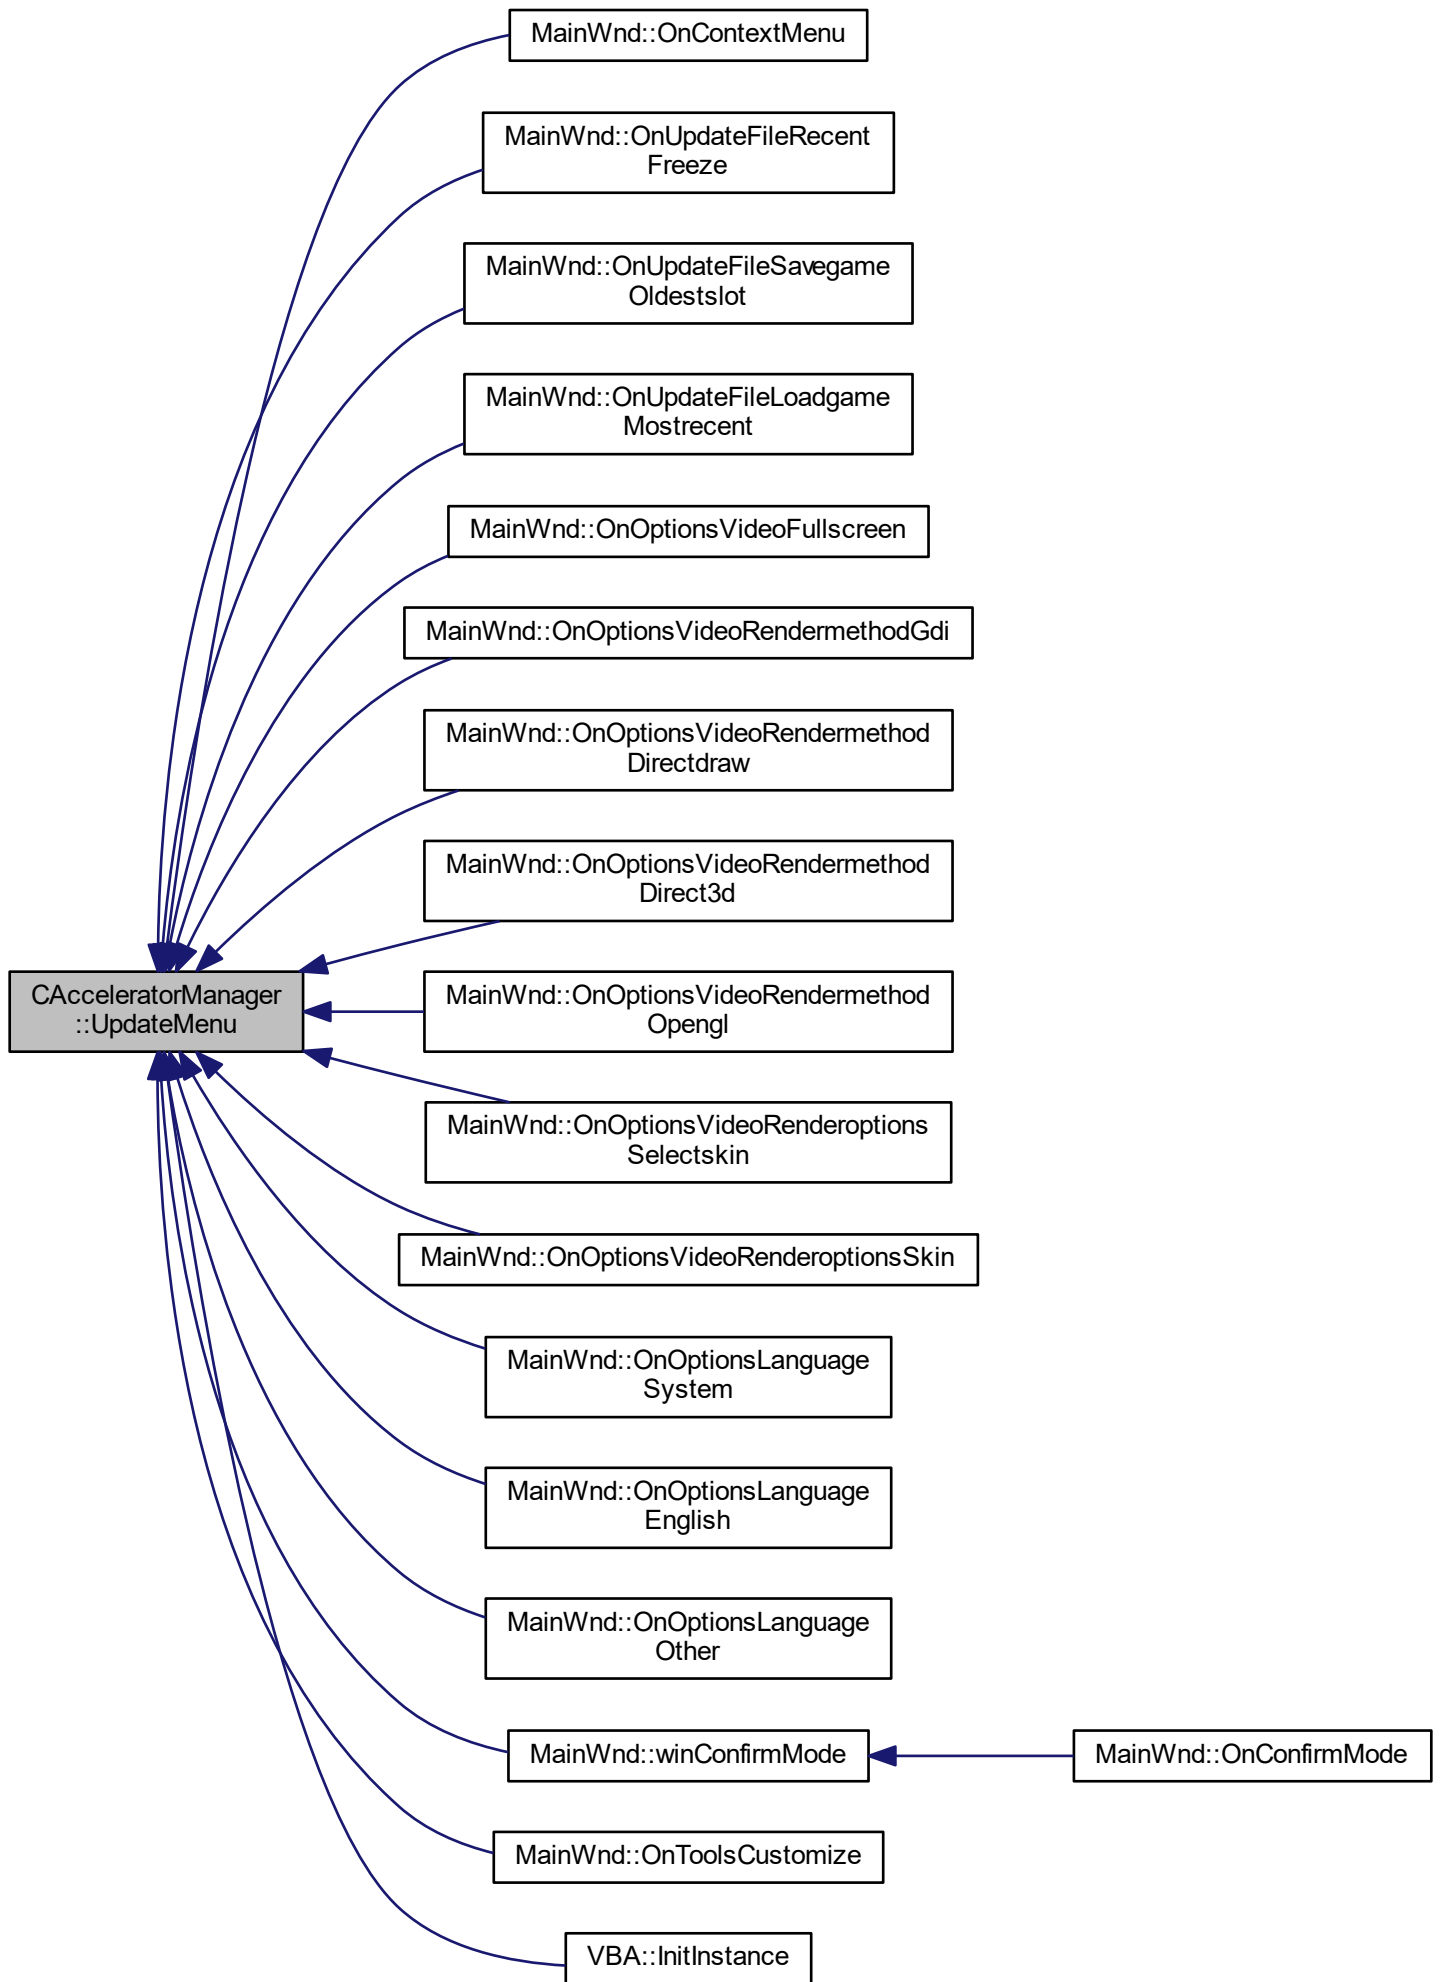 MainWnd::OnContextMenu
MainWnd::OnUpdateFileRecent
Freeze
MainWnd::OnUpdateFileSavegame
Oldestslot
MainWnd::OnUpdateFileLoadgame
Mostrecent
MainWnd::OnOptionsVideoFullscreen
MainWnd::OnOptionsVideoRendermethodGdi
MainWnd::OnOptionsVideoRendermethod
Directdraw
MainWnd::OnOptionsVideoRendermethod
Direct3d
CAcceleratorManager
::UpdateMenu
MainWnd::OnOptionsVideoRendermethod
Opengl
MainWnd::OnOptionsVideoRenderoptions
Selectskin
MainWnd::OnOptionsVideoRenderoptionsSkin
MainWnd::OnOptionsLanguage
System
MainWnd::OnOptionsLanguage
English
MainWnd::OnOptionsLanguage
Other
MainWnd::winConfirmMode
MainWnd::OnConfirmMode
MainWnd::OnToolsCustomize
VBA::InitInstance